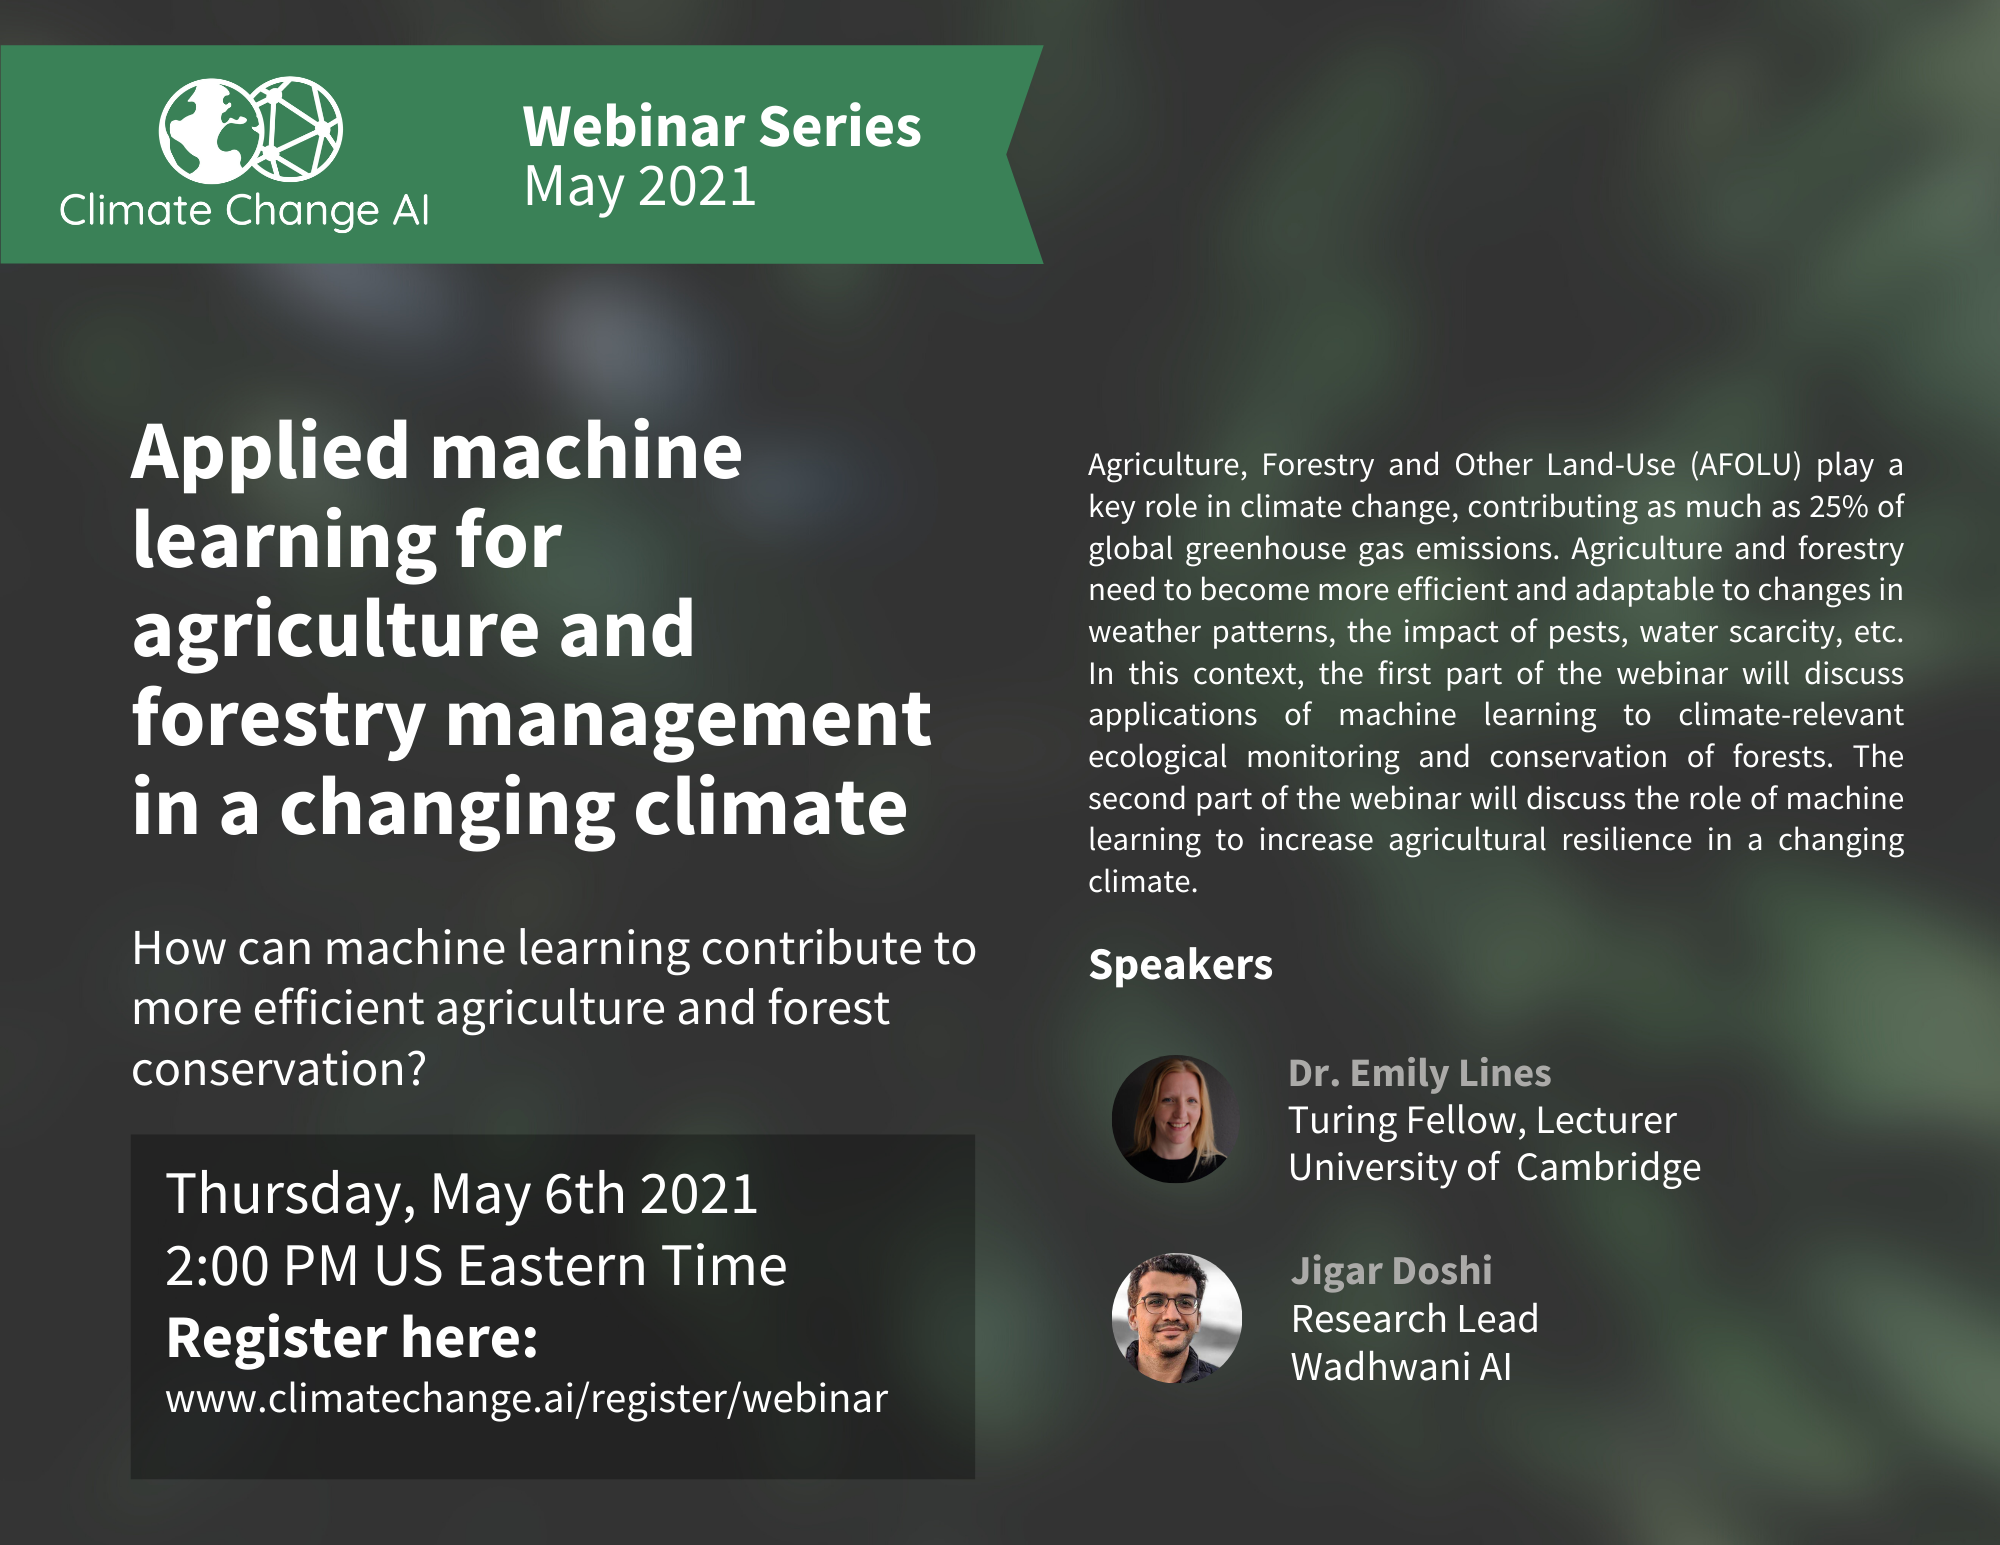 Climate Change AI
Webinar Series
May 2021
Applied machine
learning for
agriculture and
forestry management
in a changing climate
How can machine learning contribute to
more efficient agriculture and forest
conservation?
Thursday, May 6th 2021
2:00 PM US Eastern Time
Register here:
www.climatechange.ai/register/webinar
Agriculture, Forestry and Other Land-Use (AFOLU) play a
key role in climate change, contributing as much as 25% of
global greenhouse gas emissions. Agriculture and forestry
need to become more efficient and adaptable to changes in
weather patterns, the impact of pests, water scarcity, etc.
In this context, the first part of the webinar will discuss
applications of machine learning to climate-relevant
ecological monitoring and conservation of forests. The
second part of the webinar will discuss the role of machine
learning to increase agricultural resilience in a changing
climate.
Speakers
Dr. Emily Lines
Turing Fellow, Lecturer
University of Cambridge
Jigar Doshi
Research Lead
Wadhwani AI